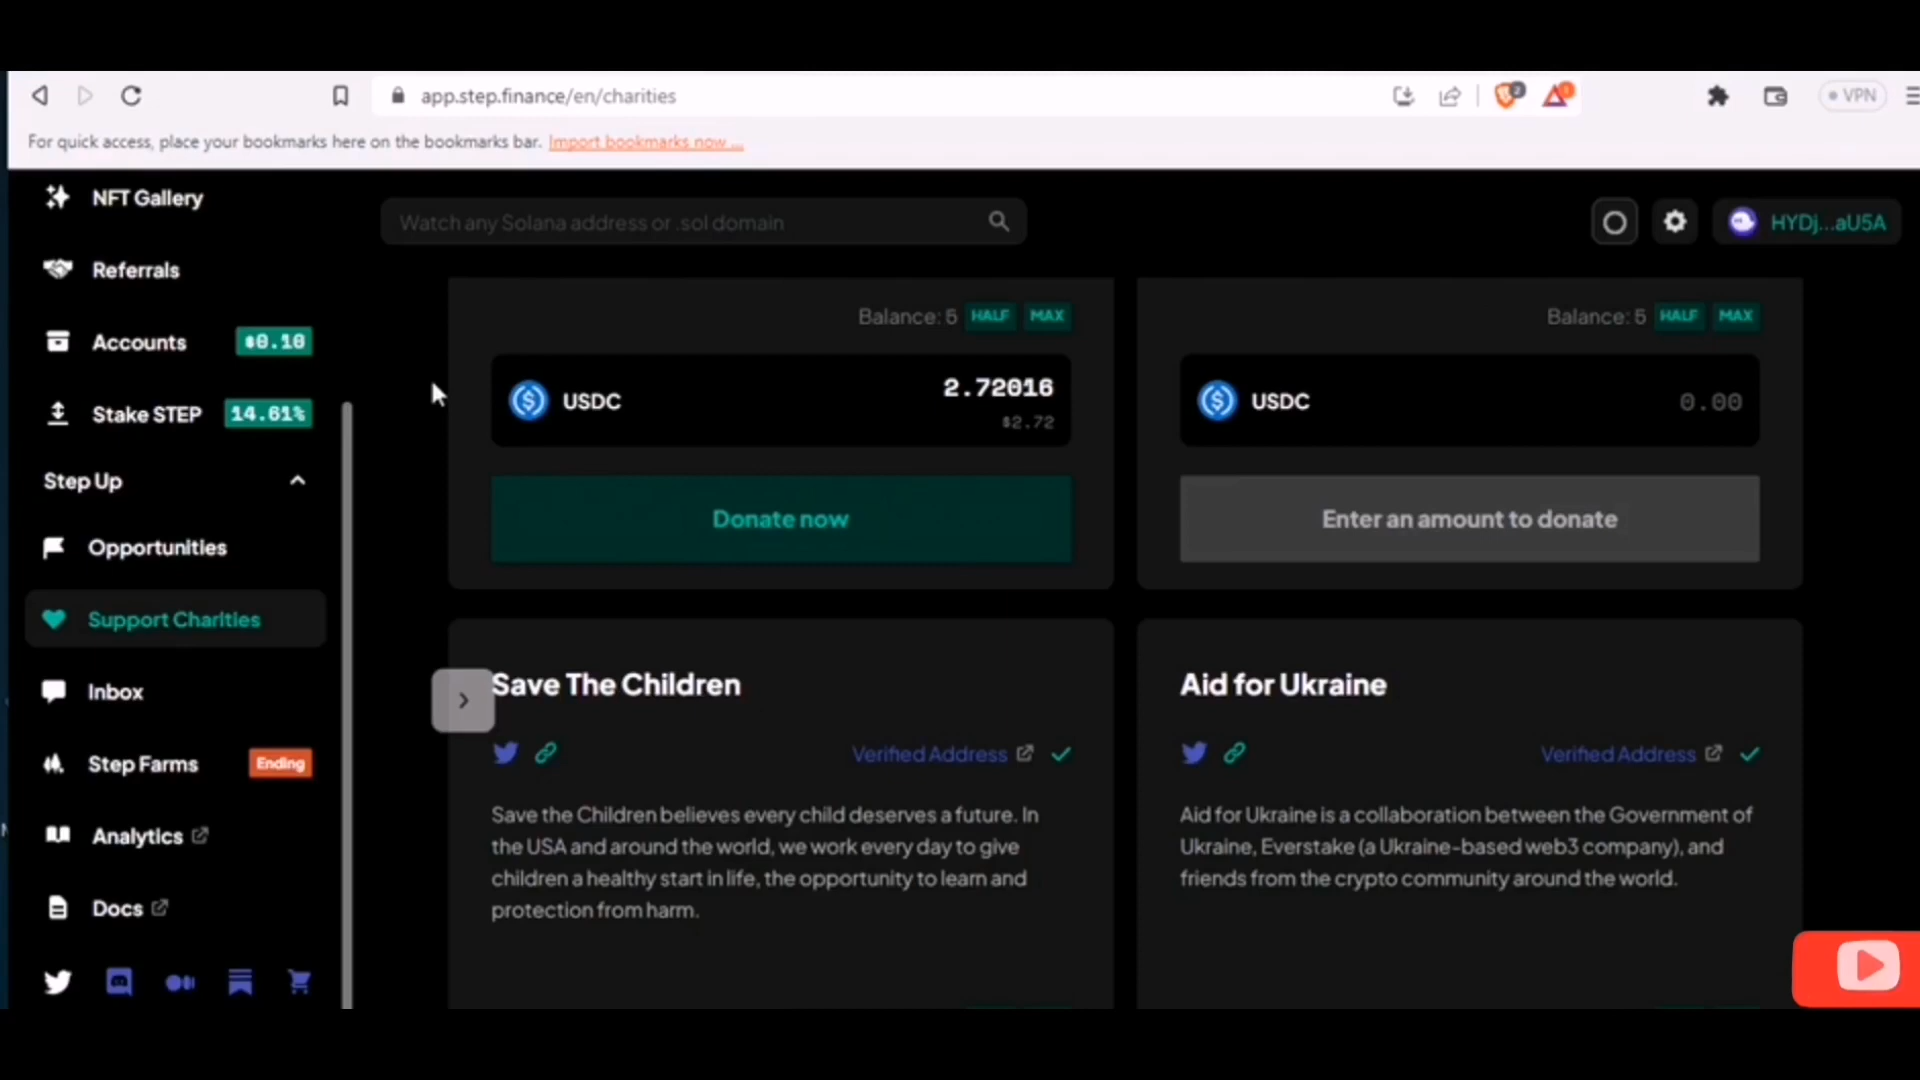 app.step.finance/en/charities
VPN
For quick access, place your bookmarks here on the bookmarks bar. Import bookmarks now ...
NFT Gallery
Watch any Solana address or .sol domain
HYDj...aU5A
Referrals
Accounts $0.10
Stake STEP 14.61%
Step Up
Opportunities
Support Charities
Inbox
Step Farms Ending
Analytics
Docs
Balance: 5 HALF MAX
USDC 2.72016
$2.72
Donate now
Balance: 5 HALF MAX
USDC 0.00
Enter an amount to donate
Save The Children
Verified Address
Save the Children believes every child deserves a future. In
the USA and around the world, we work every day to give
children a healthy start in life, the opportunity to learn and
protection from harm.
Aid for Ukraine
Verified Address
Aid for Ukraine is a collaboration between the Government of
Ukraine, Everstake (a Ukraine-based web3 company), and
friends from the crypto community around the world.